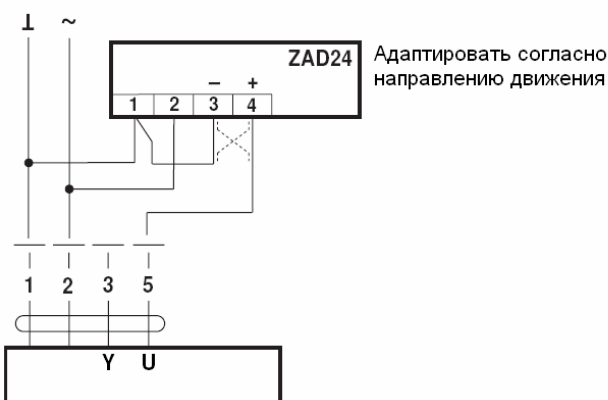 ⊥ ~
ZAD24
Адаптировать согласно
направлению движения
– +
1 2 3 4
1 2 3 5
Y U